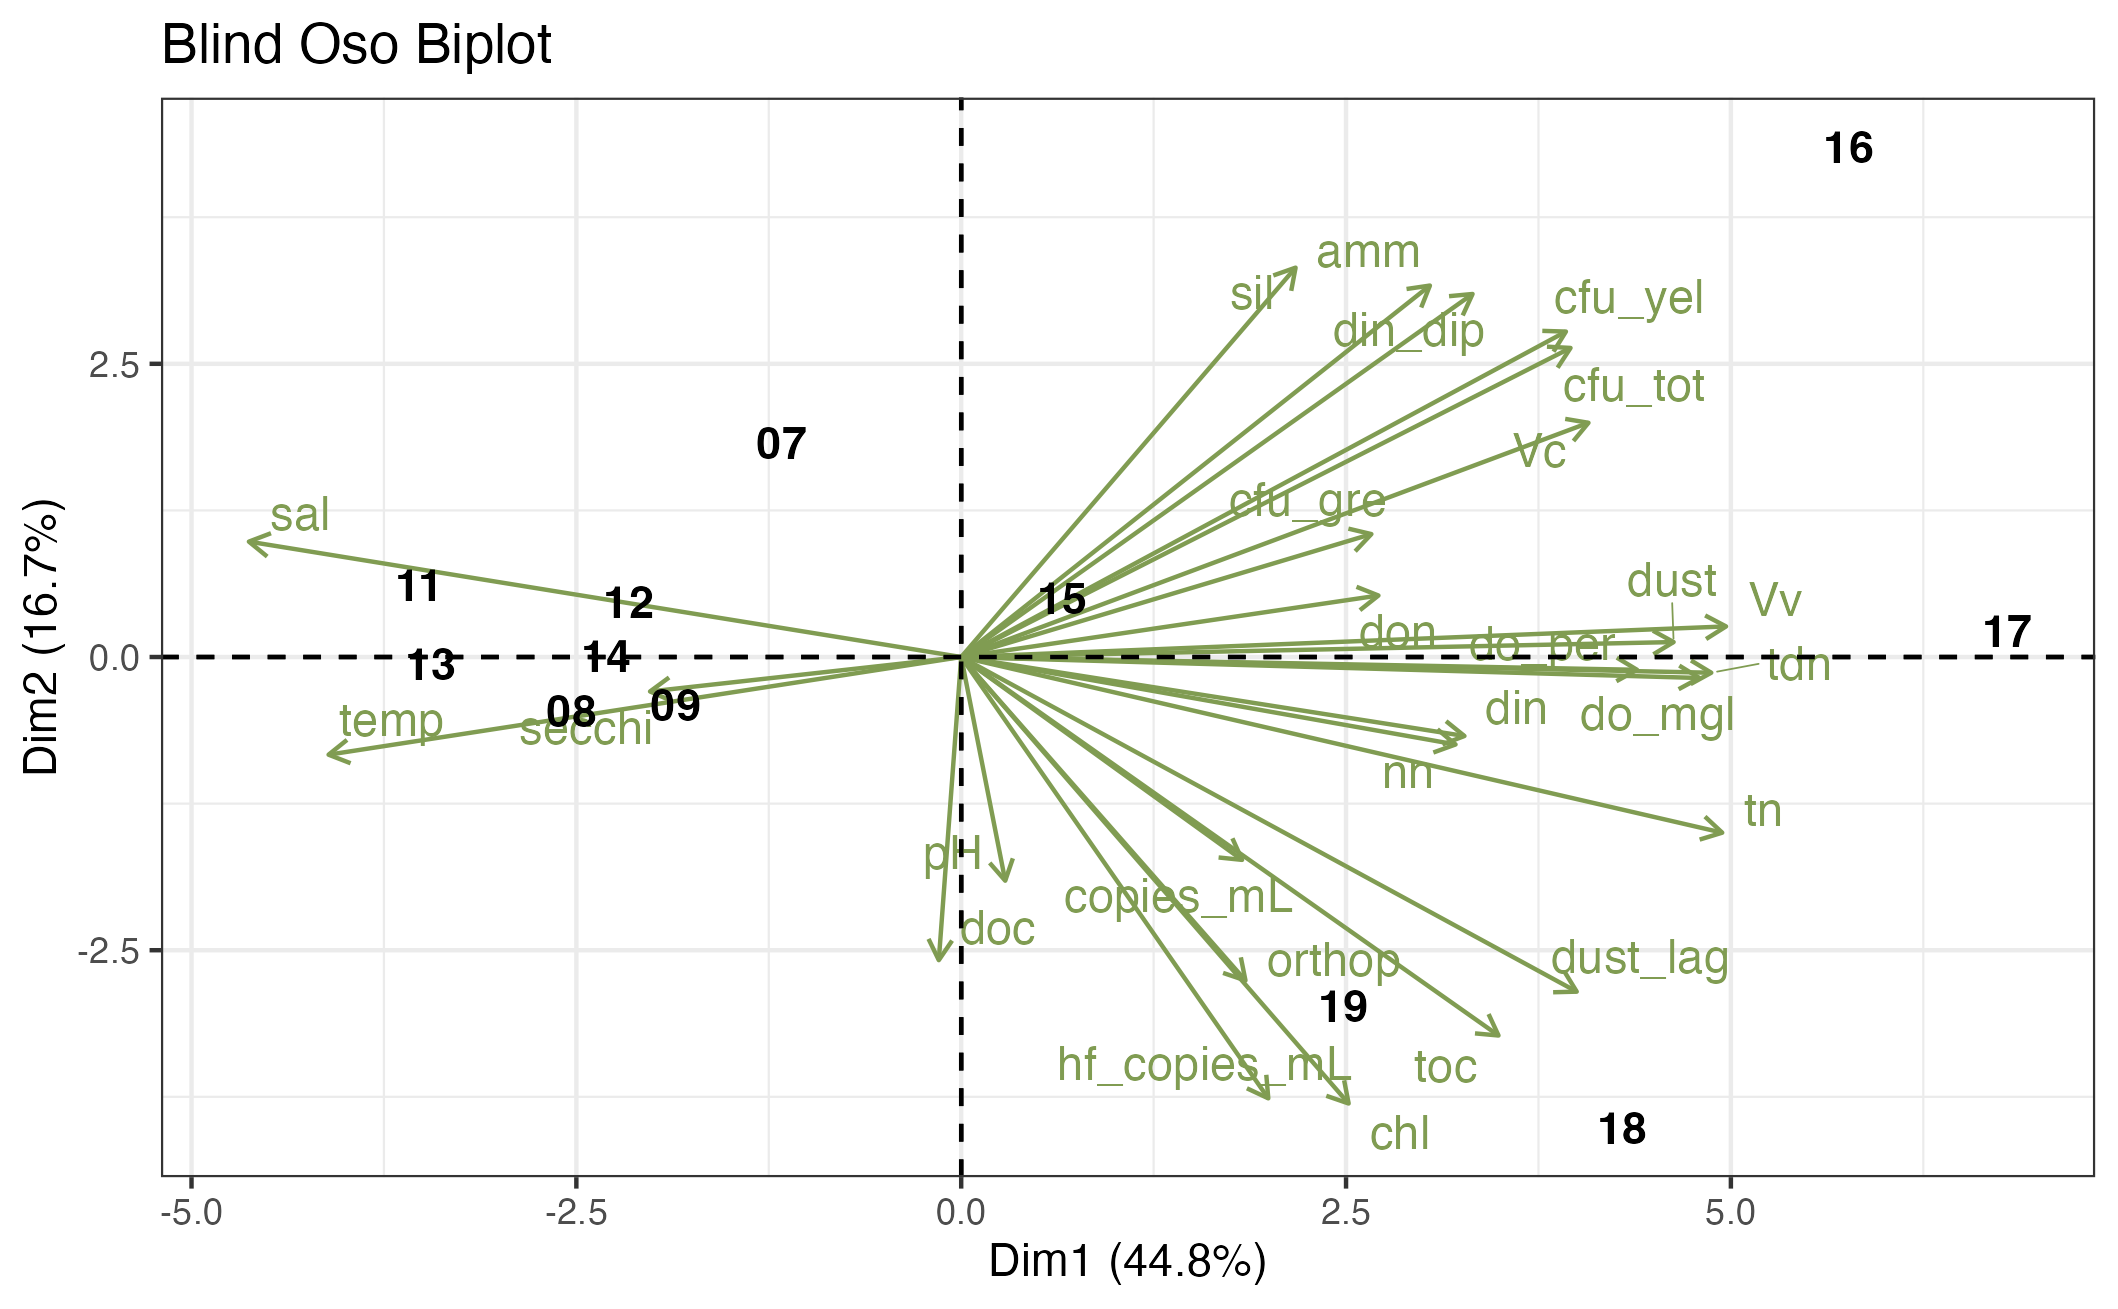 Blind Oso Biplot
16
amm
sil
cfu_yel
din_dip
2.5
cfu_tot
07
Vc
cfu_gre
sal
11
12
15
dust
Vv
don
do_per
17
0.0
13
14
tdn
temp
08
09
secchi
din
do_mgl
nn
tn
pH
copies_mL
doc
-2.5
orthop
dust_lag
19
hf_copies_mL
toc
chl
18
Dim2 (16.7%)
-5.0
-2.5
0.0
2.5
5.0
Dim1 (44.8%)